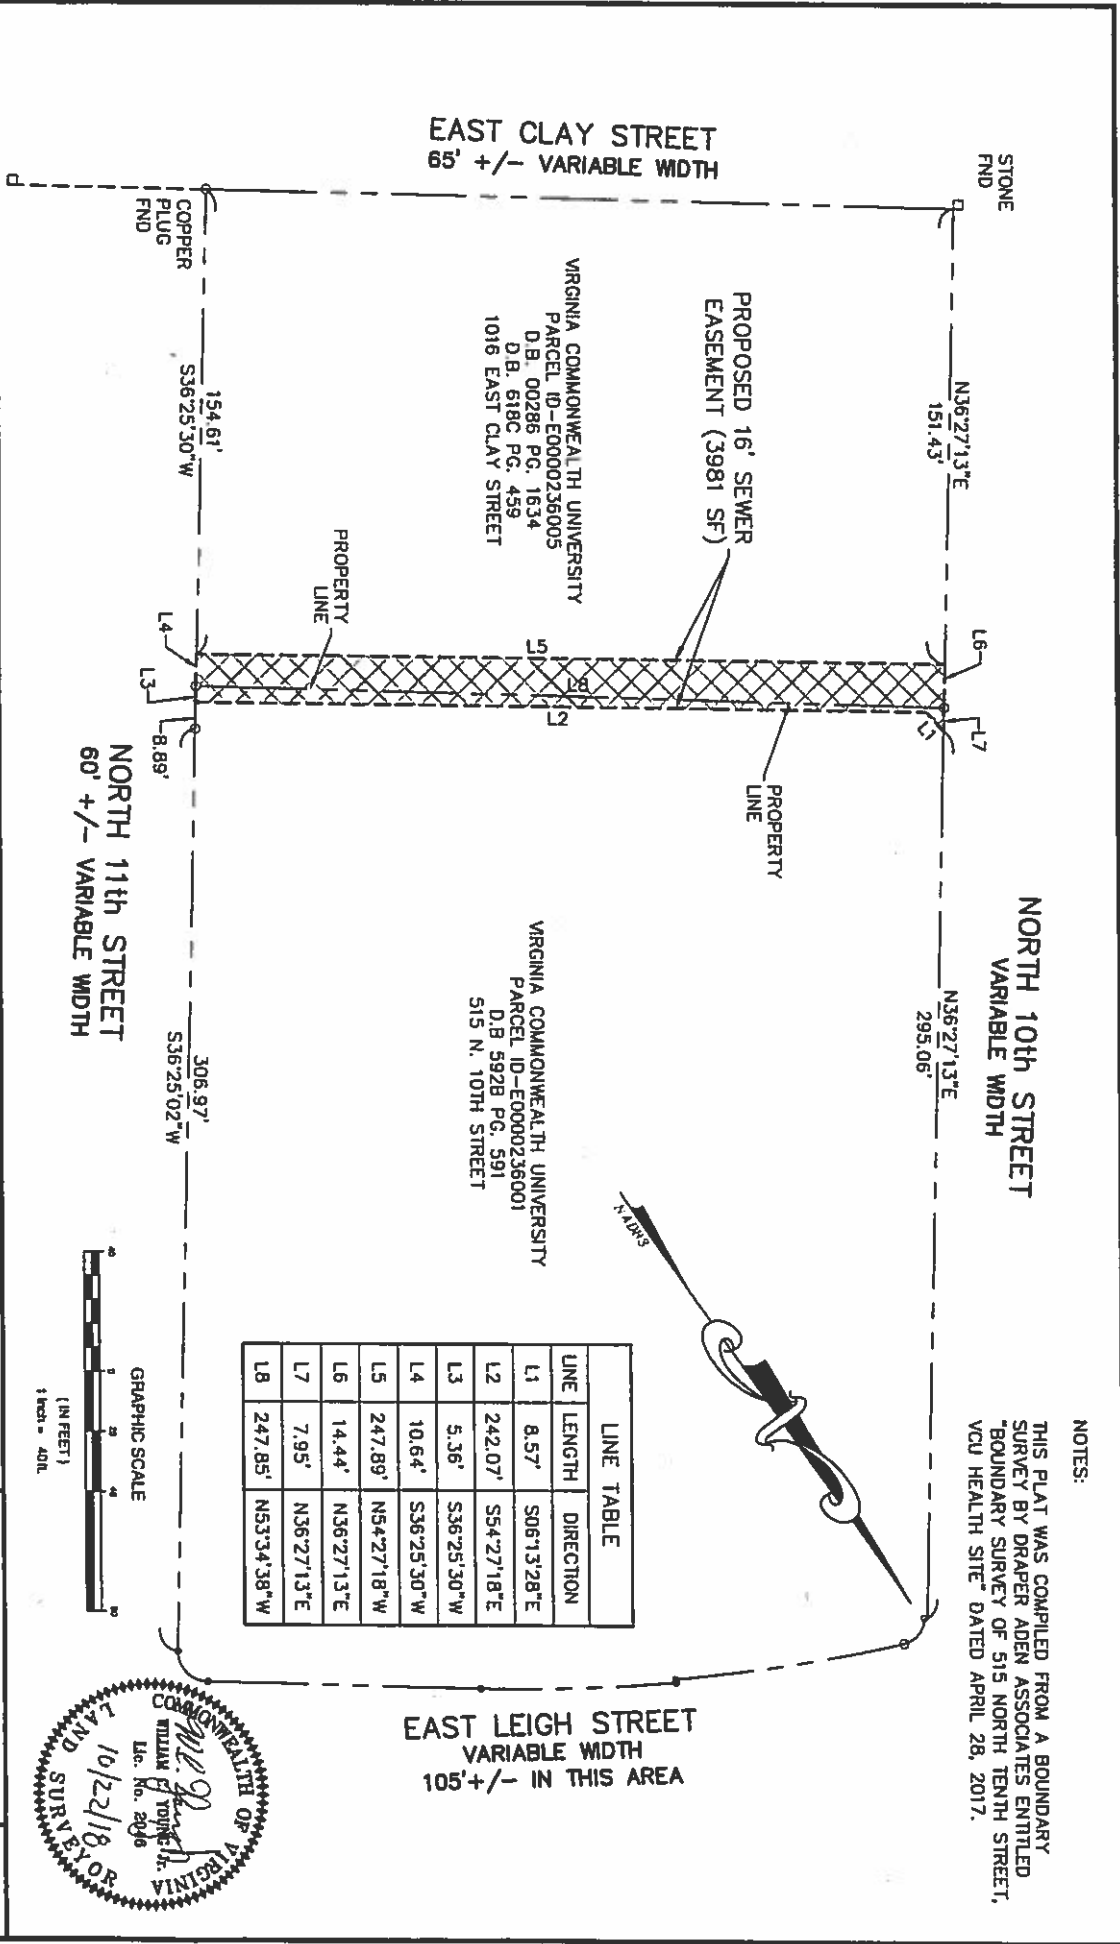 NOTES:
THIS PLAT WAS COMPILED FROM A BOUNDARY
SURVEY BY DRAPER ADEN ASSOCIATES ENTITLED
"BOUNDARY SURVEY OF 515 NORTH TENTH STREET,
VCU HEALTH SITE" DATED APRIL 28, 2017.
STONE
FND
N36°27'13"E
151.43'
L6
L7
NORTH 10th STREET
VARIABLE WIDTH
N36°27'13"E
295.06'
EAST CLAY STREET
65' +/- VARIABLE WIDTH
PROPOSED 16' SEWER
EASEMENT (3981 SF)
VIRGINIA COMMONWEALTH UNIVERSITY
PARCEL ID-E0000236005
D.B. 00286 PG. 1634
D.B. 618C PG. 459
1016 EAST CLAY STREET
L1
L5
L8
L2
PROPERTY
LINE
PROPERTY
LINE
VIRGINIA COMMONWEALTH UNIVERSITY
PARCEL ID-E0000236001
D.B 592B PG. 591
515 N. 10TH STREET
NAD83
EAST LEIGH STREET
VARIABLE WIDTH
105'+/- IN THIS AREA
LINE TABLE
LINE LENGTH DIRECTION
L1 8.57' S06°13'28"E
L2 242.07' S54°27'18"E
L3 5.36' S36°25'30"W
L4 10.64' S36°25'30"W
L5 247.89' N54°27'18"W
L6 14.44' N36°27'13"E
L7 7.95' N36°27'13"E
L8 247.85' N53°34'38"W
COPPER
PLUG
FND
154.61'
S36°25'30"W
L4
L3
8.89'
NORTH 11th STREET
60' +/- VARIABLE WIDTH
306.97'
S36°25'02"W
GRAPHIC SCALE
( IN FEET )
1 inch = 40 ft.
COMMONWEALTH OF VIRGINIA
WILLIAM C. YOUNG, Jr.
Lic. No. 2046
10/22/18
LAND SURVEYOR